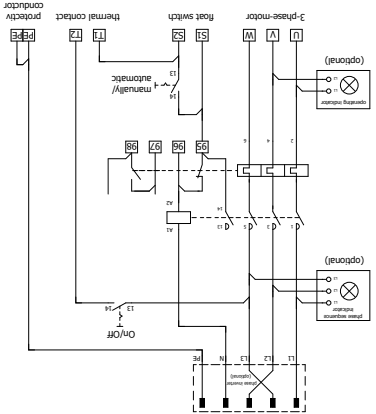 phase inverter
(optional)
L1 L2 L3 N PE
On/Off
13 14
phase sequence
indicator
(optional)
1 3 5 13
14
A1
A2
95 96 97 98
2 4 6
operating indicator
(optional)
manually/
automatic
14
13
U V W S1 S2 T1 T2 PE PE
3-phase-motor
float switch
thermal contact
protectiv
conductor